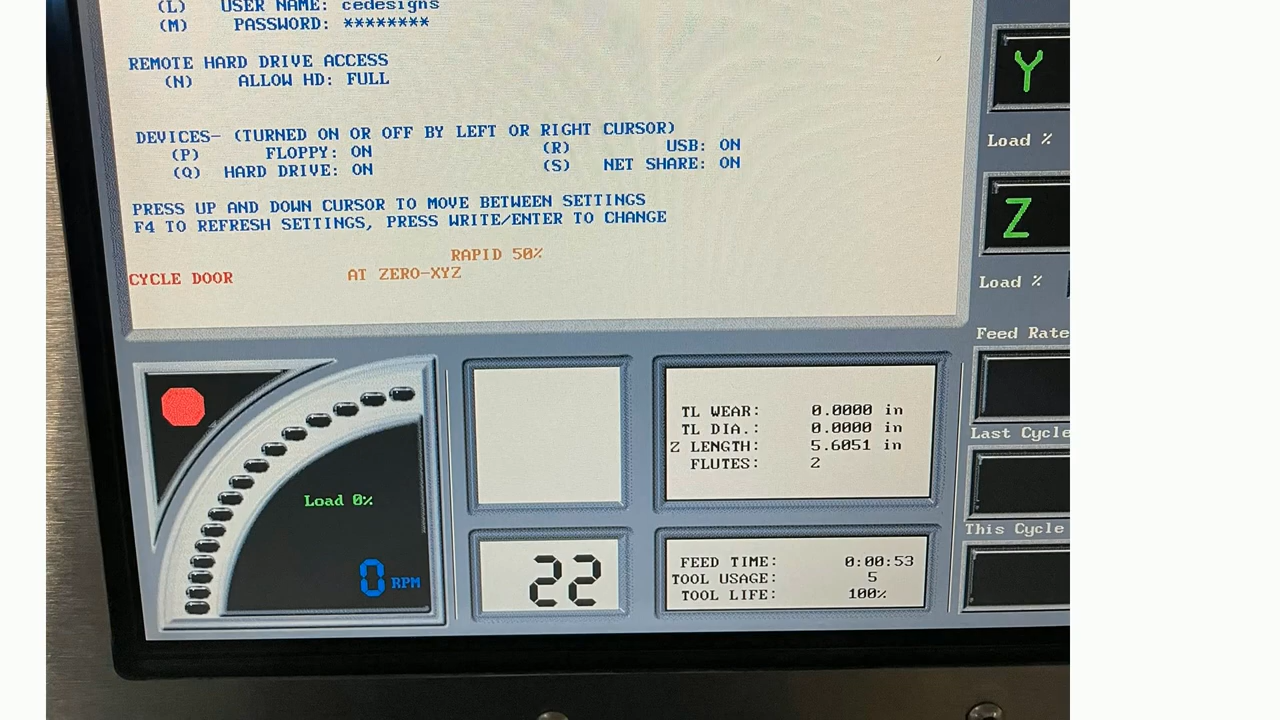 (L) USER NAME: cedesigns
(M) PASSWORD: ********
REMOTE HARD DRIVE ACCESS
(N) ALLOW HD: FULL
DEVICES- (TURNED ON OR OFF BY LEFT OR RIGHT CURSOR)
(P) FLOPPY: ON (R) USB: ON
(Q) HARD DRIVE: ON (S) NET SHARE: ON
PRESS UP AND DOWN CURSOR TO MOVE BETWEEN SETTINGS
F4 TO REFRESH SETTINGS, PRESS WRITE/ENTER TO CHANGE
RAPID 50%
CYCLE DOOR AT ZERO-XYZ
Y
Load %
Z
Load %
Feed Rate
Last Cycle
This Cycle
Load 0%
0 RPM
22
TL WEAR: 0.0000 in
TL DIA.: 0.0000 in
Z LENGTH: 5.6051 in
FLUTES: 2
FEED TIME: 0:00:53
TOOL USAGE: 5
TOOL LIFE: 100%